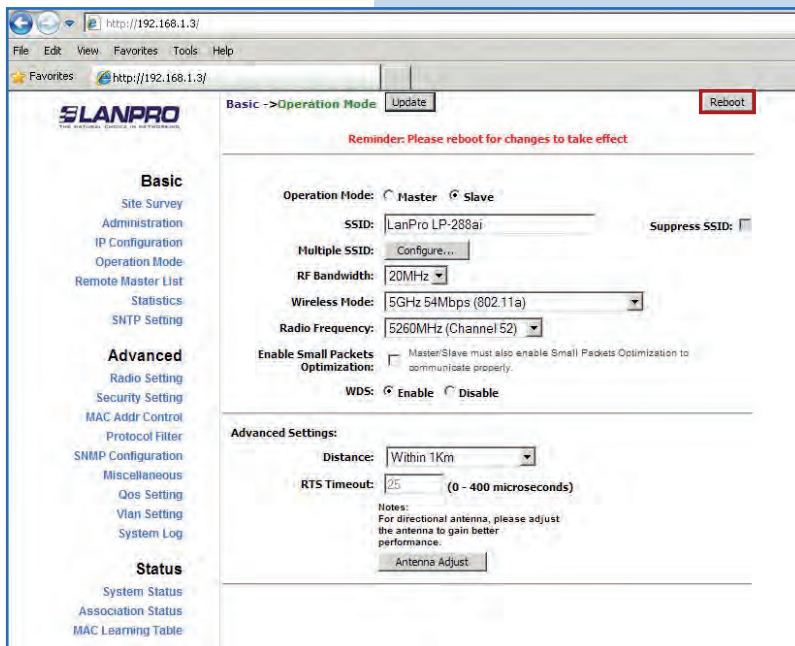 http://192.168.1.3/
File Edit View Favorites Tools Help
Favorites http://192.168.1.3/
LANPRO
THE NATURAL CHOICE IN NETWORKING
Basic ->Operation Mode Update Reboot
Reminder: Please reboot for changes to take effect
Basic
Site Survey
Administration
IP Configuration
Operation Mode
Remote Master List
Statistics
SNTP Setting
Advanced
Radio Setting
Security Setting
MAC Addr Control
Protocol Filter
SNMP Configuration
Miscellaneous
Qos Setting
Vlan Setting
System Log
Status
System Status
Association Status
MAC Learning Table
Operation Mode: Master Slave
SSID: LanPro LP-288ai Suppress SSID:
Multiple SSID: Configure...
RF Bandwidth: 20MHz
Wireless Mode: 5GHz 54Mbps (802.11a)
Radio Frequency: 5260MHz (Channel 52)
Enable Small Packets Master/Slave must also enable Small Packets Optimization to
Optimization: communicate properly.
WDS: Enable Disable
Advanced Settings:
Distance: Within 1Km
RTS Timeout: 25 (0 - 400 microseconds)
Notes:
For directional antenna, please adjust
the antenna to gain better
performance.
Antenna Adjust